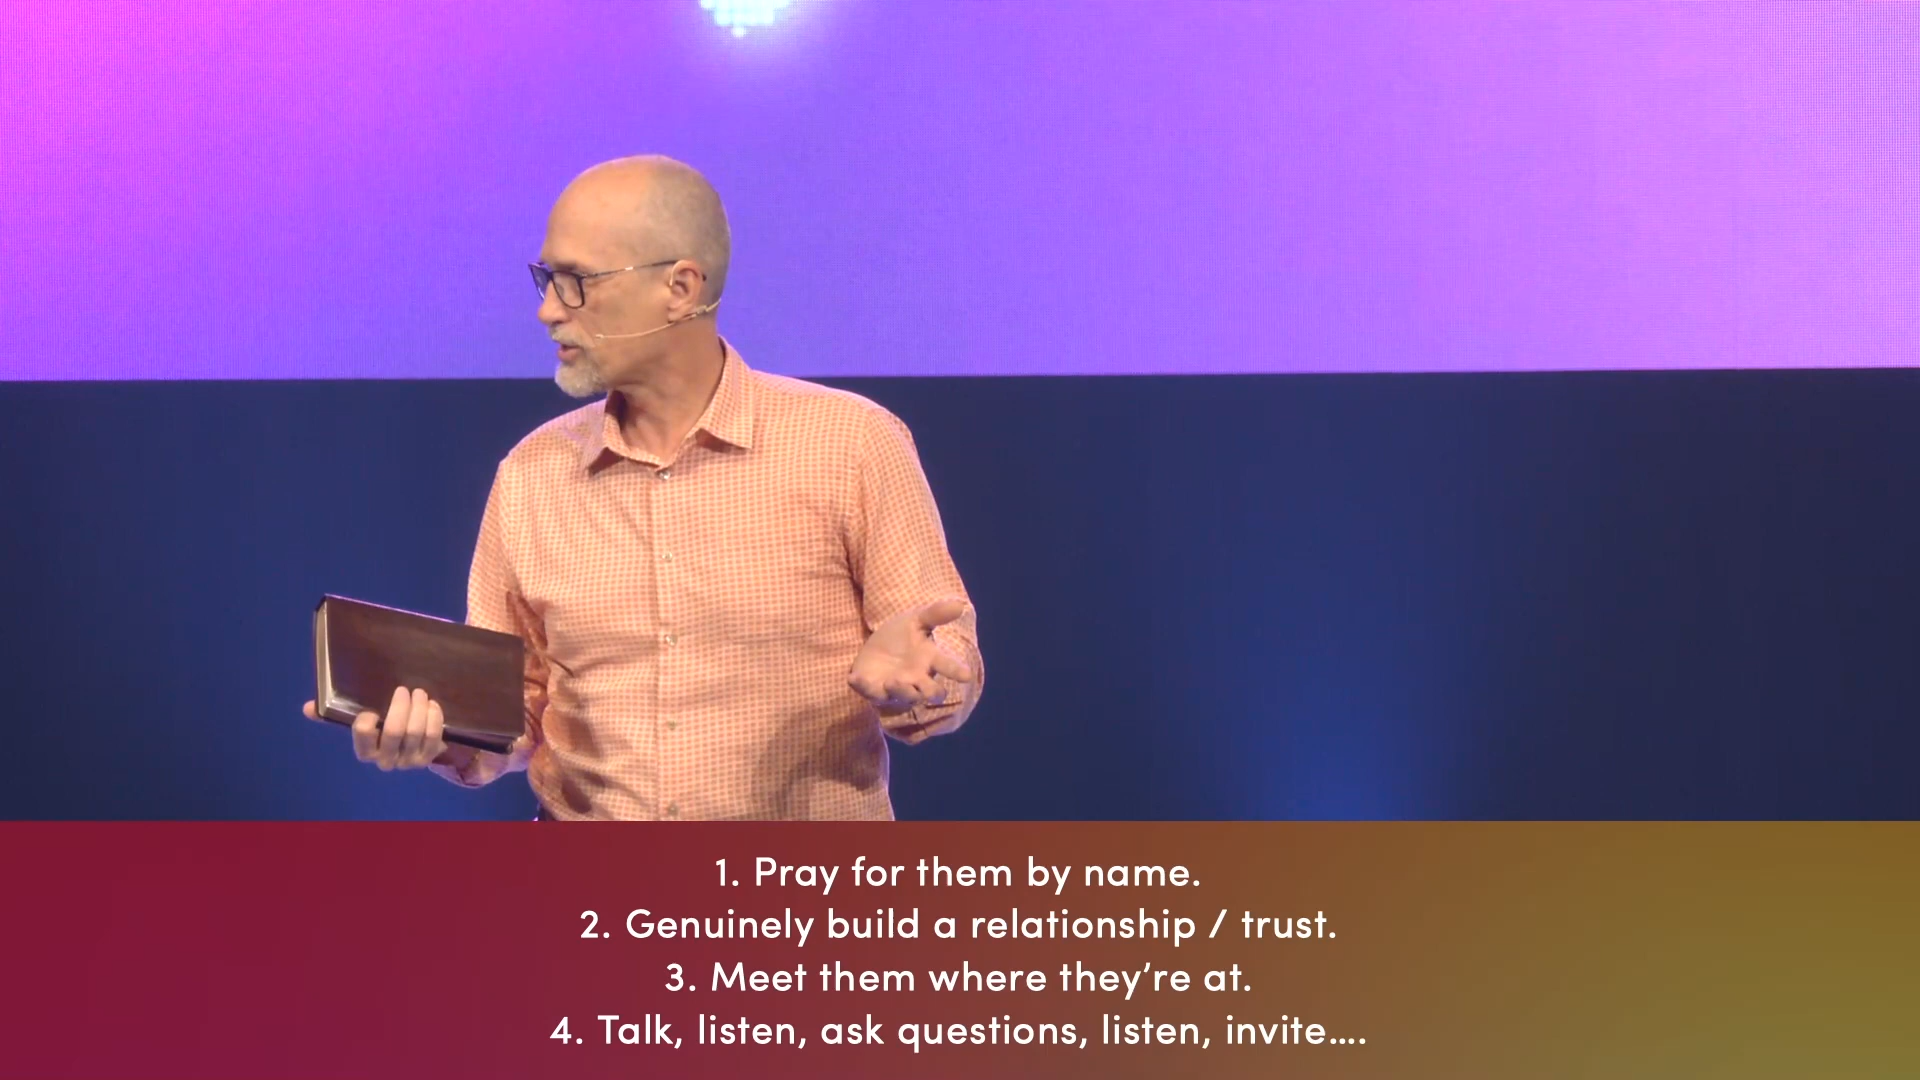 1. Pray for them by name.
2. Genuinely build a relationship / trust.
3. Meet them where they’re at.
4. Talk, listen, ask questions, listen, invite....